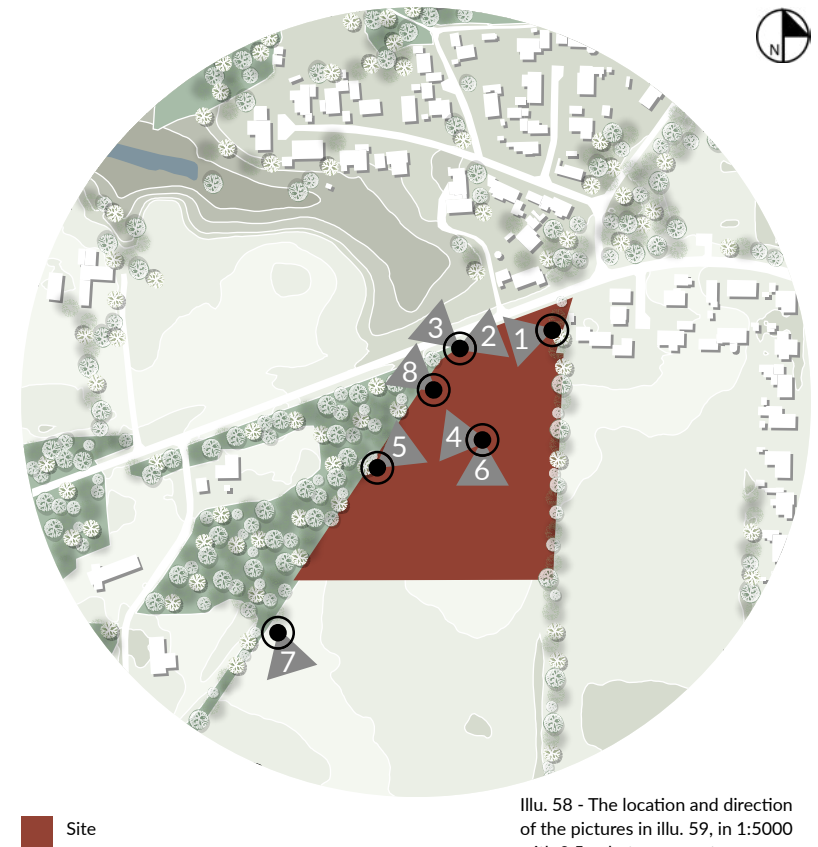 N
3
2
1
8
5
4
6
7
Site
Illu. 58 - The location and direction
of the pictures in illu. 59, in 1:5000